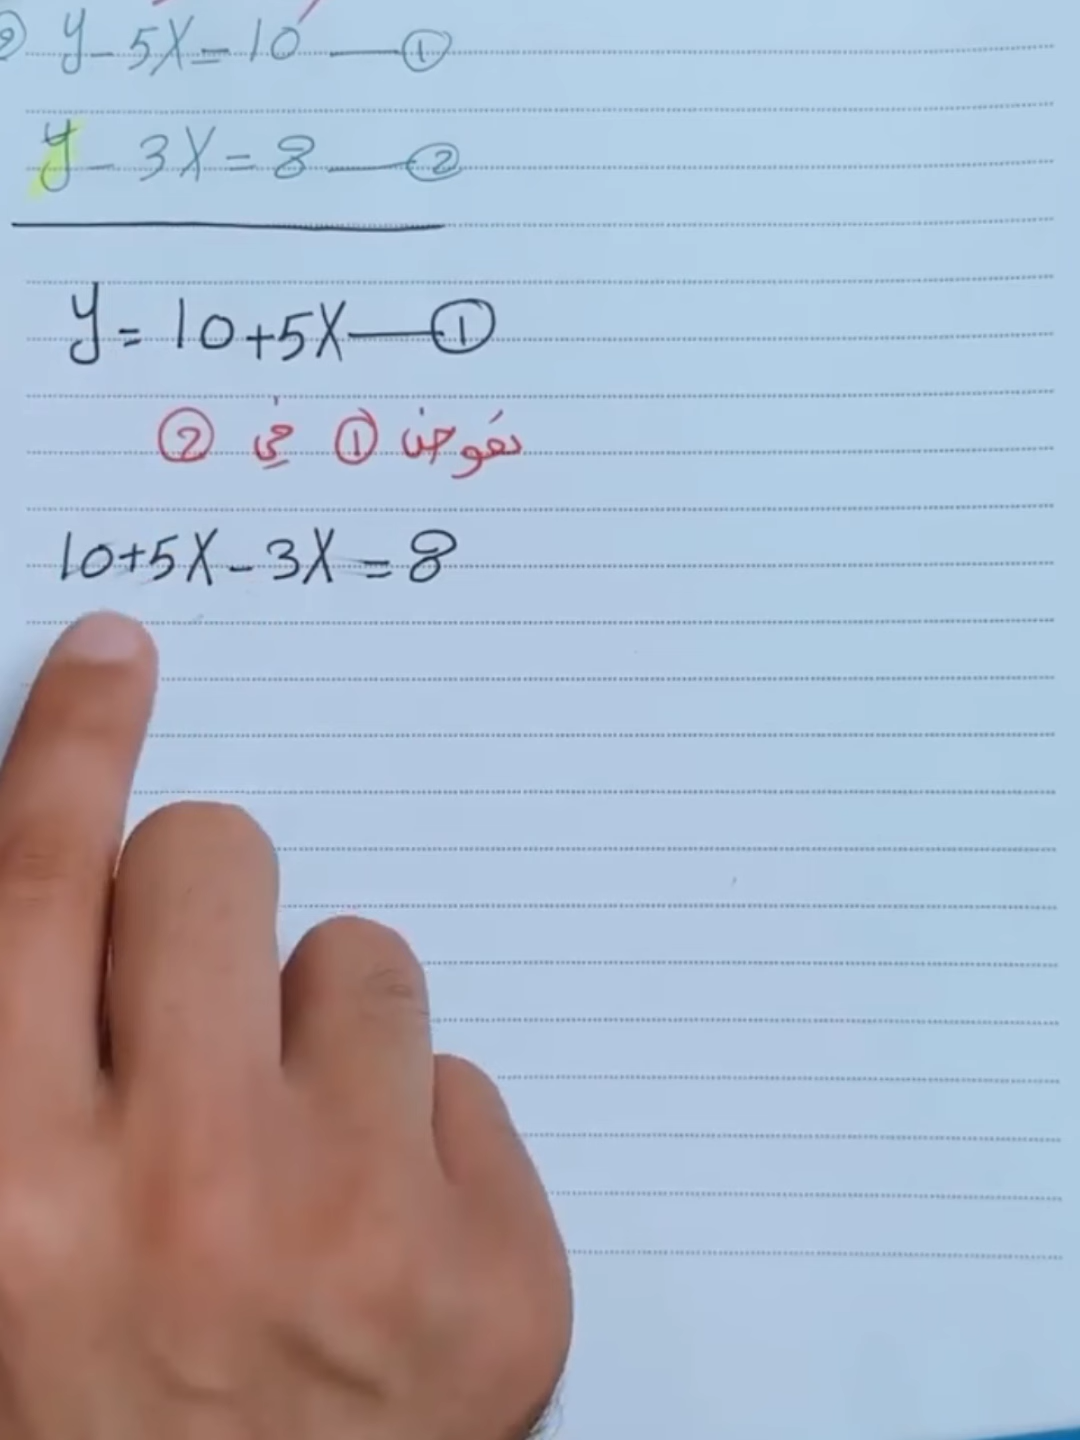 y - 5X = 10 —— ①
y - 3X = 8 —— ②
y = 10 + 5X —— ①
نعوض ① في ②
10 + 5X - 3X = 8